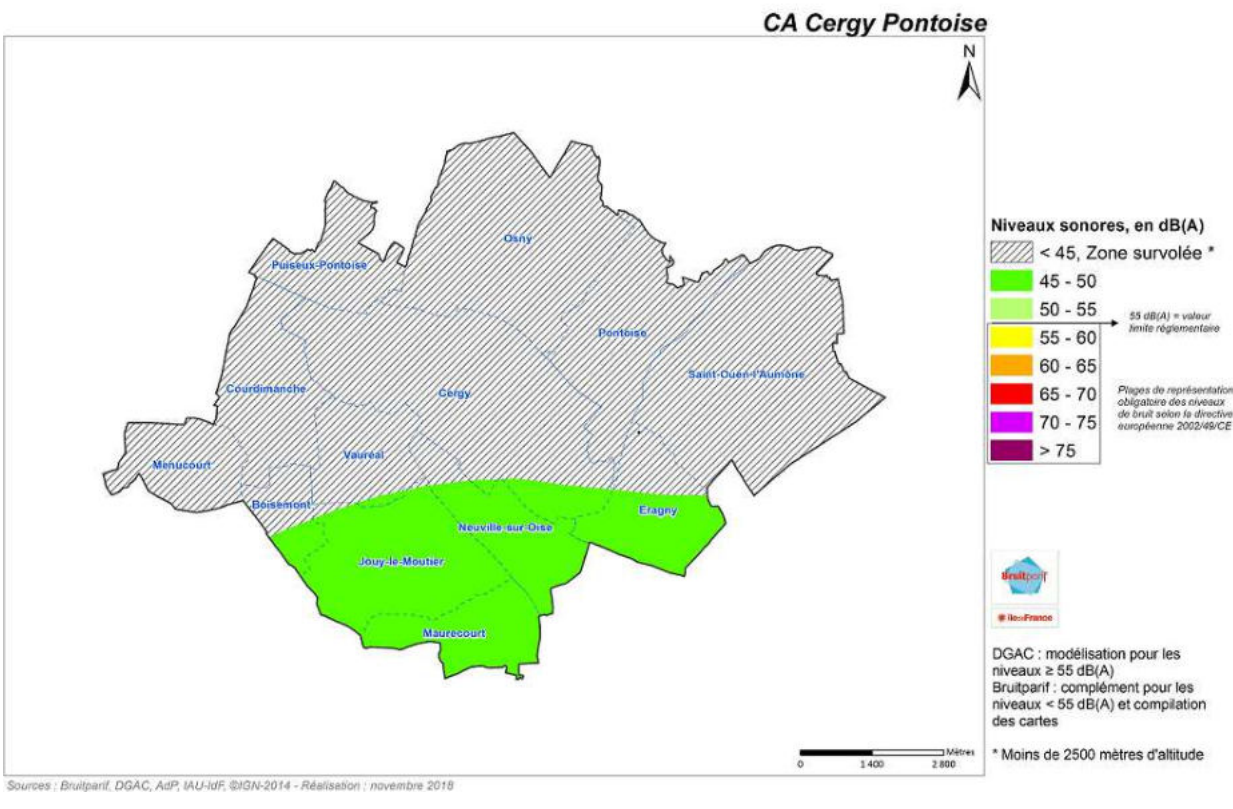 CA Cergy Pontoise
N
Osny
Puiseux-Pontoise
Pontoise
Saint-Ouen-l'Aumône
Courdimanche
Cergy
Menucourt
Vauréal
Boisemont
Neuville-sur-Oise
Eragny
Jouy-le-Moutier
Maurecourt
Niveaux sonores, en dB(A)
< 45, Zone survolée *
45 - 50
50 - 55
55 dB(A) = valeur
limite réglementaire
55 - 60
60 - 65
65 - 70
70 - 75
> 75
Plages de représentation
obligatoire des niveaux
de bruit selon la directive
européenne 2002/49/CE
Bruitparif
île de France
DGAC : modélisation pour les
niveaux ≥ 55 dB(A)
Bruitparif : complément pour les
niveaux < 55 dB(A) et compilation
des cartes
* Moins de 2500 mètres d'altitude
Mètres
0 1 400 2 800
Sources : Bruitparif, DGAC, AdP, IAU-IdF, ©IGN-2014 - Réalisation : novembre 2018